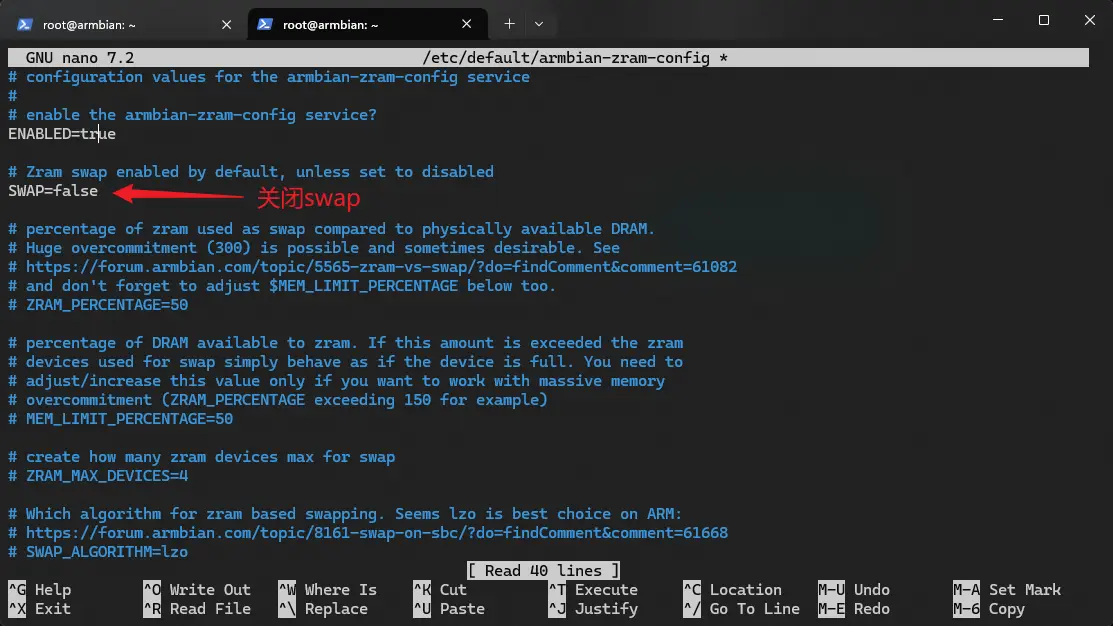 root@armbian: ~
root@armbian: ~
GNU nano 7.2 /etc/default/armbian-zram-config *
# configuration values for the armbian-zram-config service
#
# enable the armbian-zram-config service?
ENABLED=true
# Zram swap enabled by default, unless set to disabled
SWAP=false
关闭swap
# percentage of zram used as swap compared to physically available DRAM.
# Huge overcommitment (300) is possible and sometimes desirable. See
# https://forum.armbian.com/topic/5565-zram-vs-swap/?do=findComment&comment=61082
# and don't forget to adjust $MEM_LIMIT_PERCENTAGE below too.
# ZRAM_PERCENTAGE=50
# percentage of DRAM available to zram. If this amount is exceeded the zram
# devices used for swap simply behave as if the device is full. You need to
# adjust/increase this value only if you want to work with massive memory
# overcommitment (ZRAM_PERCENTAGE exceeding 150 for example)
# MEM_LIMIT_PERCENTAGE=50
# create how many zram devices max for swap
# ZRAM_MAX_DEVICES=4
# Which algorithm for zram based swapping. Seems lzo is best choice on ARM:
# https://forum.armbian.com/topic/8161-swap-on-sbc/?do=findComment&comment=61668
# SWAP_ALGORITHM=lzo
[ Read 40 lines ]
^G Help ^O Write Out ^W Where Is ^K Cut ^T Execute ^C Location M-U Undo M-A Set Mark
^X Exit ^R Read File ^\ Replace ^U Paste ^J Justify ^/ Go To Line M-E Redo M-6 Copy